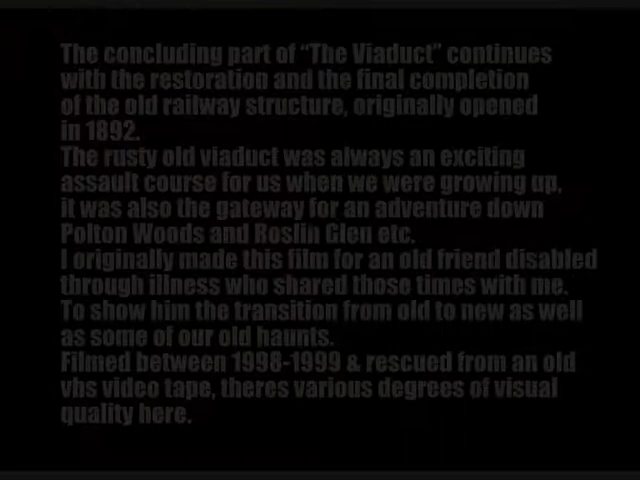 The concluding part of “The Viaduct” continues
with the restoration and the final completion
of the old railway structure, originally opened
in 1892.
The rusty old viaduct was always an exciting
assault course for us when we were growing up,
it was also the gateway for an adventure down
Polton Woods and Roslin Glen etc.
I originally made this film for an old friend disabled
through illness who shared those times with me.
To show him the transition from old to new as well
as some of our old haunts.
Filmed between 1998-1999 & rescued from an old
vhs video tape, theres various degrees of visual
quality here.